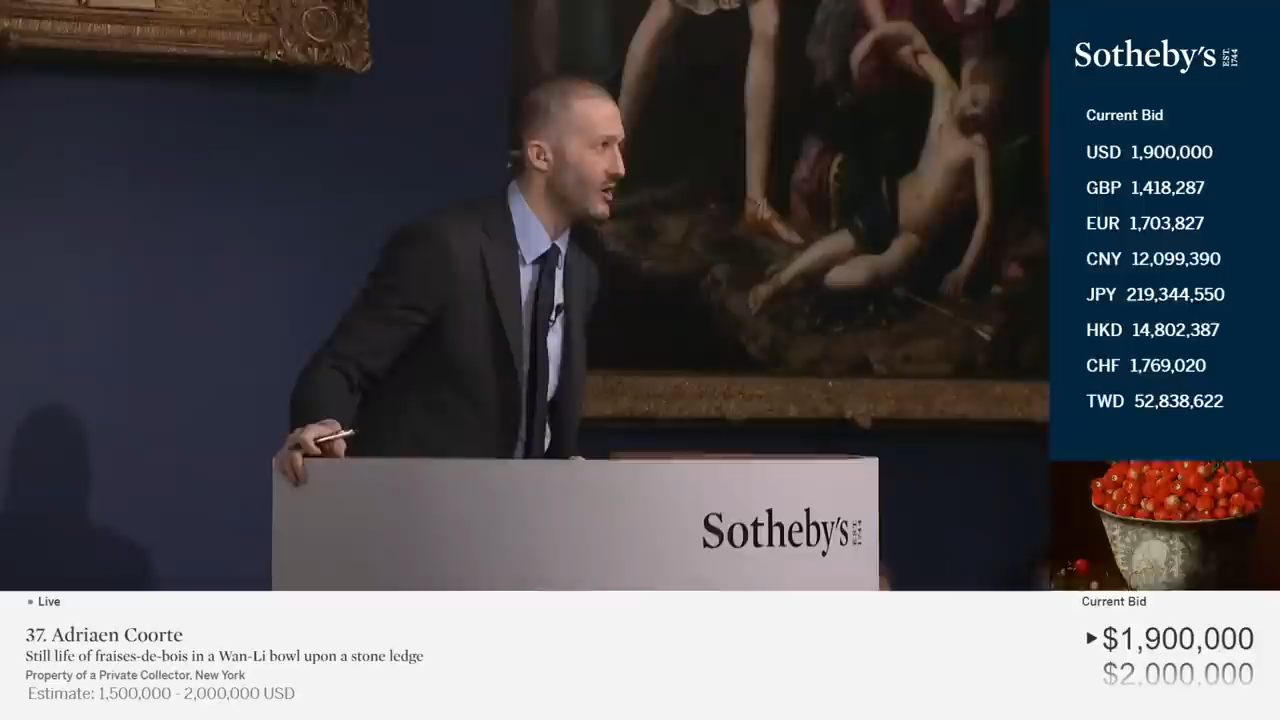 Sotheby's EST. 1744
Current Bid
USD 1,900,000
GBP 1,418,287
EUR 1,703,827
CNY 12,099,390
JPY 219,344,550
HKD 14,802,387
CHF 1,769,020
TWD 52,838,622
Sotheby's EST. 1744
Live
37. Adriaen Coorte
Still life of fraises-de-bois in a Wan-Li bowl upon a stone ledge
Property of a Private Collector, New York
Estimate: 1,500,000 - 2,000,000 USD
Current Bid
$1,900,000
$2,000,000